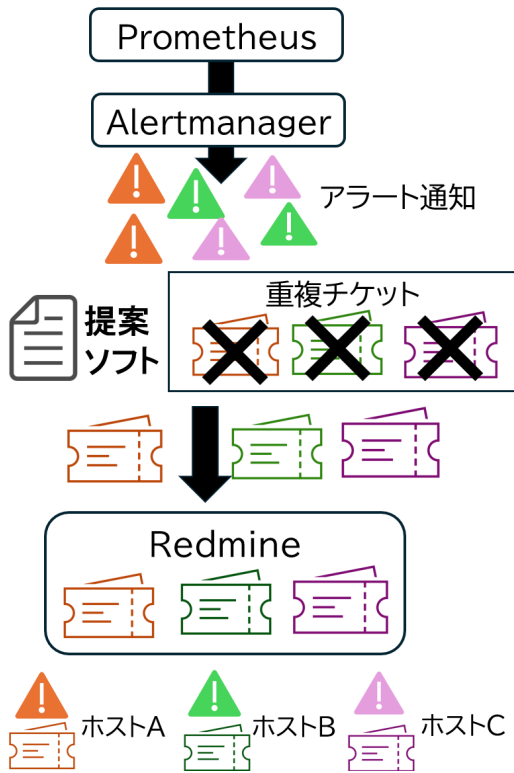 Prometheus
Alertmanager
アラート通知
重複チケット
提案
ソフト
Redmine
ホストA
ホストB
ホストC